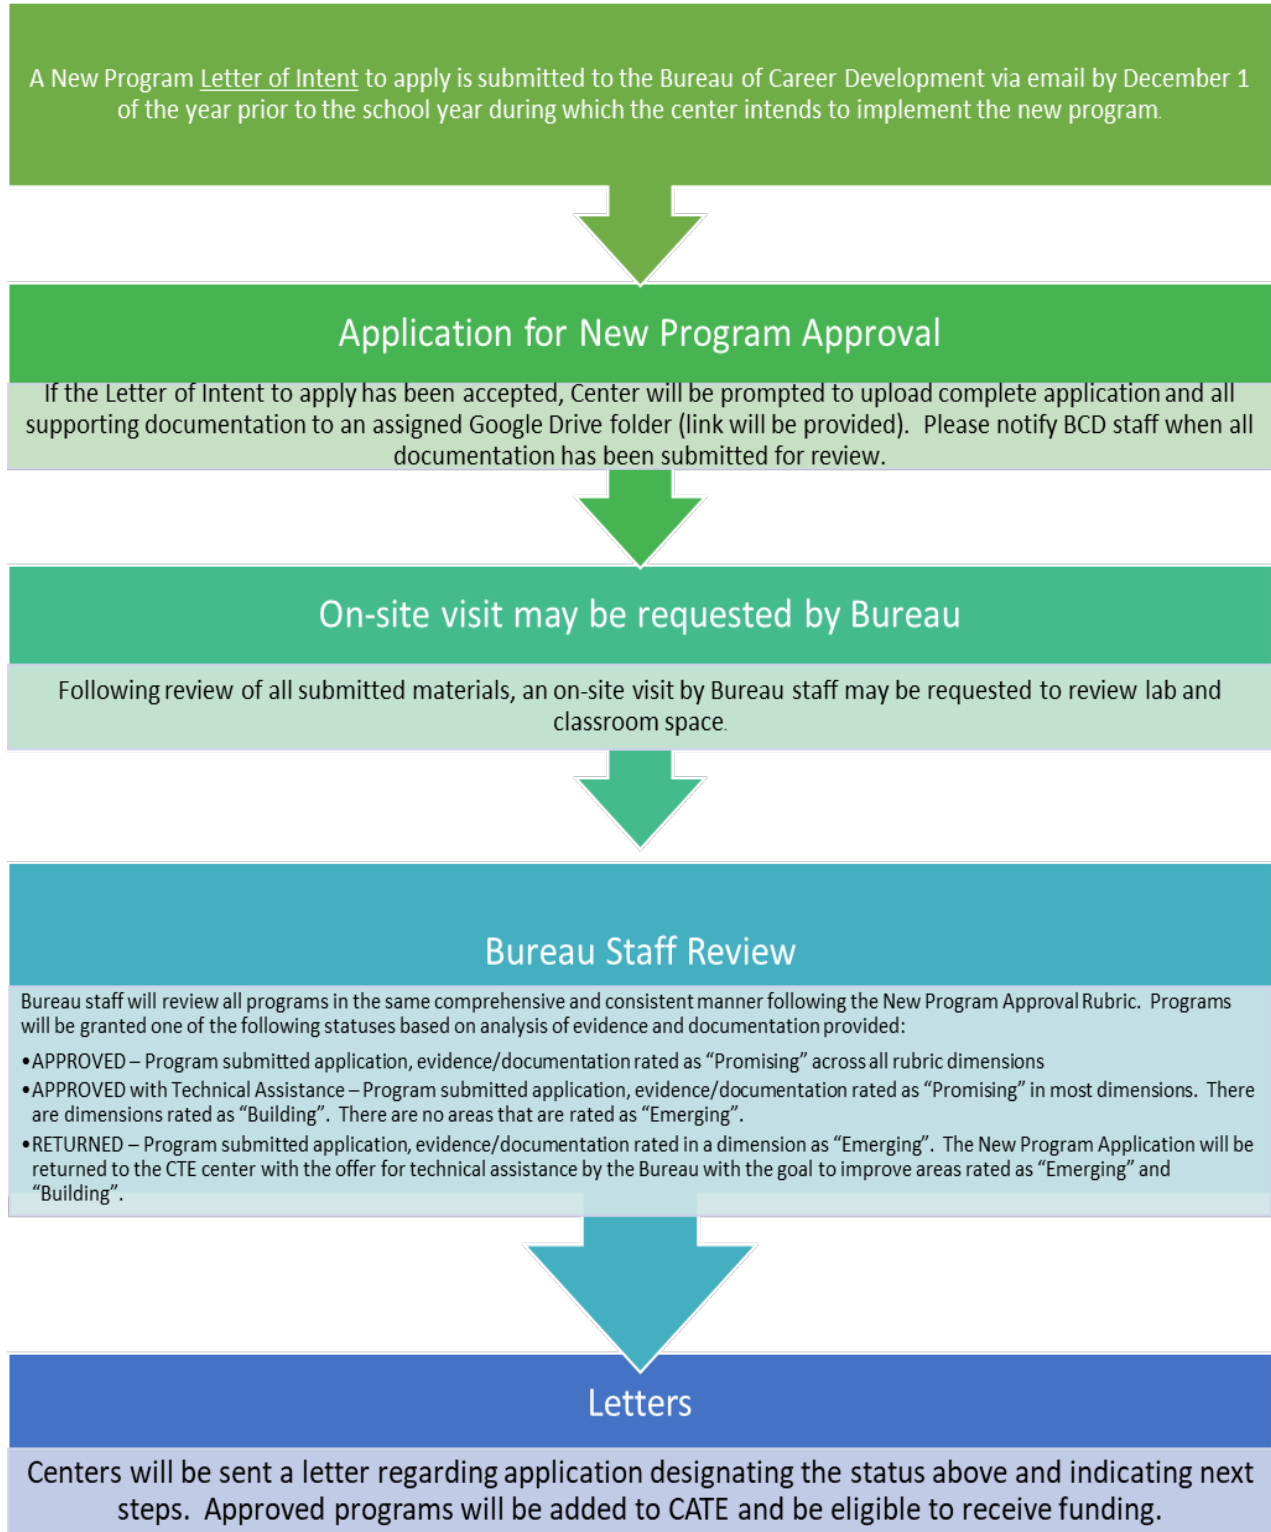 A New Program Letter of Intent to apply is submitted to the Bureau of Career Development via email by December 1
of the year prior to the school year during which the center intends to implement the new program.
Application for New Program Approval
If the Letter of Intent to apply has been accepted, Center will be prompted to upload complete application and all
supporting documentation to an assigned Google Drive folder (link will be provided).  Please notify BCD staff when all
documentation has been submitted for review.
On-site visit may be requested by Bureau
Following review of all submitted materials, an on-site visit by Bureau staff may be requested to review lab and
classroom space.
Bureau Staff Review
Bureau staff will review all programs in the same comprehensive and consistent manner following the New Program Approval Rubric.  Programs
will be granted one of the following statuses based on analysis of evidence and documentation provided:
•APPROVED – Program submitted application, evidence/documentation rated as “Promising” across all rubric dimensions
•APPROVED with Technical Assistance – Program submitted application, evidence/documentation rated as “Promising” in most dimensions.  There
are dimensions rated as “Building”.  There are no areas that are rated as “Emerging”.
•RETURNED – Program submitted application, evidence/documentation rated in a dimension as “Emerging”.  The New Program Application will be
returned to the CTE center with the offer for technical assistance by the Bureau with the goal to improve areas rated as “Emerging” and
“Building”.
Letters
Centers will be sent a letter regarding application designating the status above and indicating next
steps.  Approved programs will be added to CATE and be eligible to receive funding.